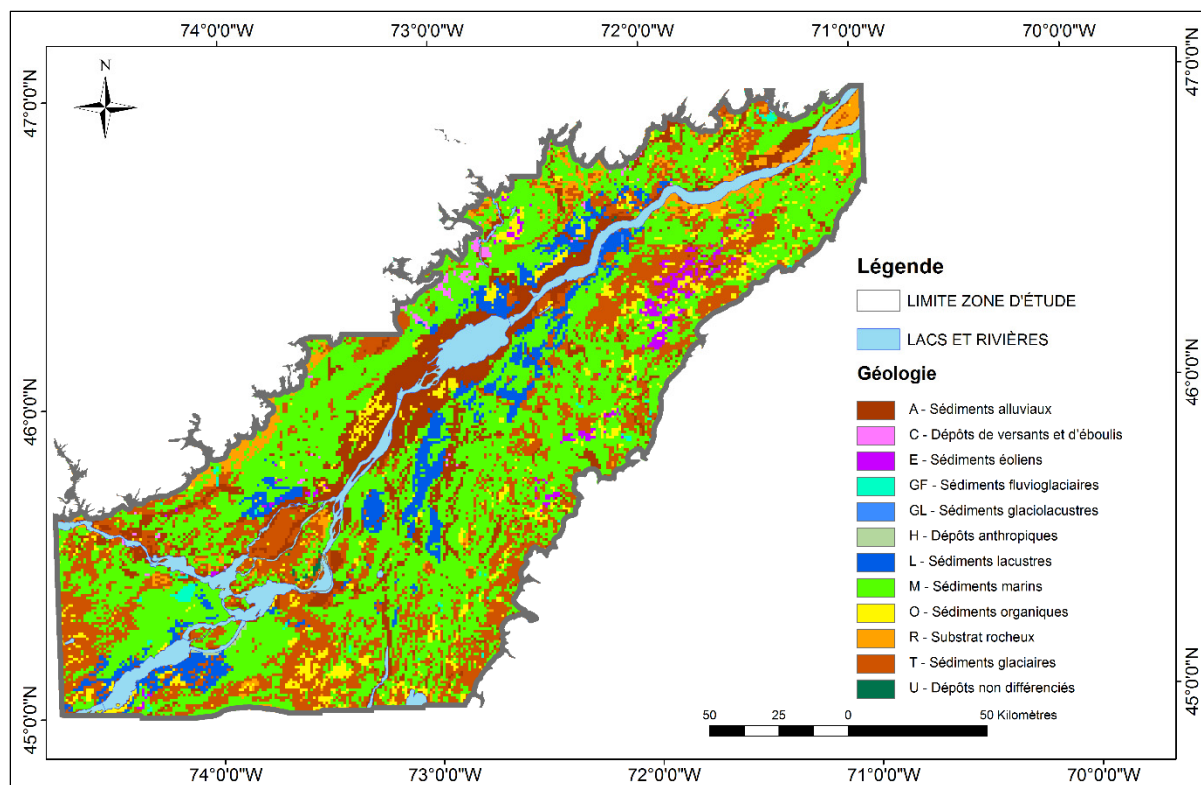 74°0'0"W 73°0'0"W 72°0'0"W 71°0'0"W 70°0'0"W
N
47°0'0"N
47°0'0"N
46°0'0"N
46°0'0"N
45°0'0"N
45°0'0"N
Légende
LIMITE ZONE D'ÉTUDE
LACS ET RIVIÈRES
Géologie
A - Sédiments alluviaux
C - Dépôts de versants et d'éboulis
E - Sédiments éoliens
GF - Sédiments fluvioglaciaires
GL - Sédiments glaciolacustres
H - Dépôts anthropiques
L - Sédiments lacustres
M - Sédiments marins
O - Sédiments organiques
R - Substrat rocheux
T - Sédiments glaciaires
U - Dépôts non différenciés
50 25 0 50 Kilomètres
74°0'0"W 73°0'0"W 72°0'0"W 71°0'0"W 70°0'0"W